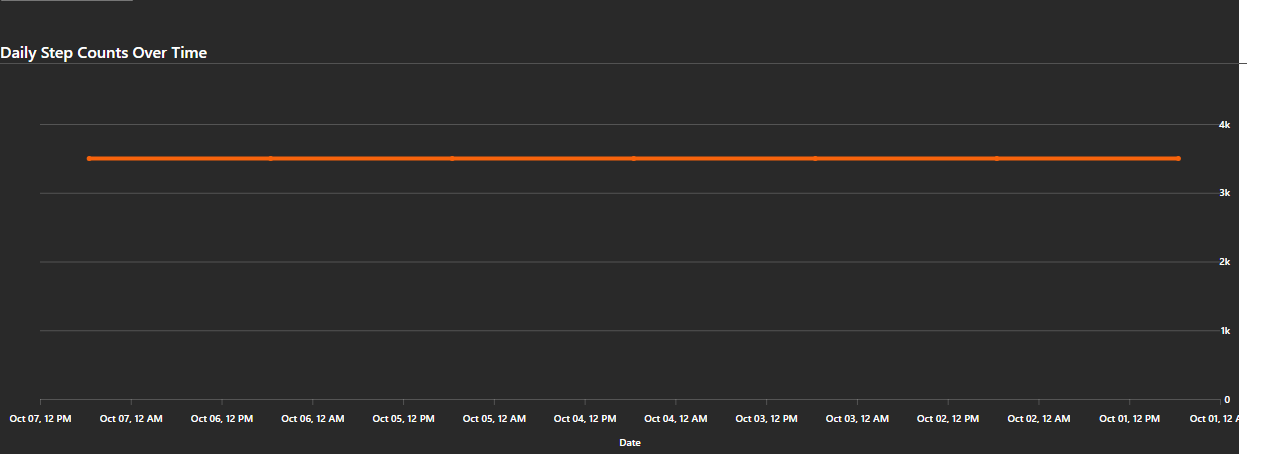 Daily Step Counts Over Time
4k
3k
2k
1k
0
Oct 07, 12 PM Oct 07, 12 AM Oct 06, 12 PM Oct 06, 12 AM Oct 05, 12 PM Oct 05, 12 AM Oct 04, 12 PM Oct 04, 12 AM Oct 03, 12 PM Oct 03, 12 AM Oct 02, 12 PM Oct 02, 12 AM Oct 01, 12 PM Oct 01, 12 A
Date